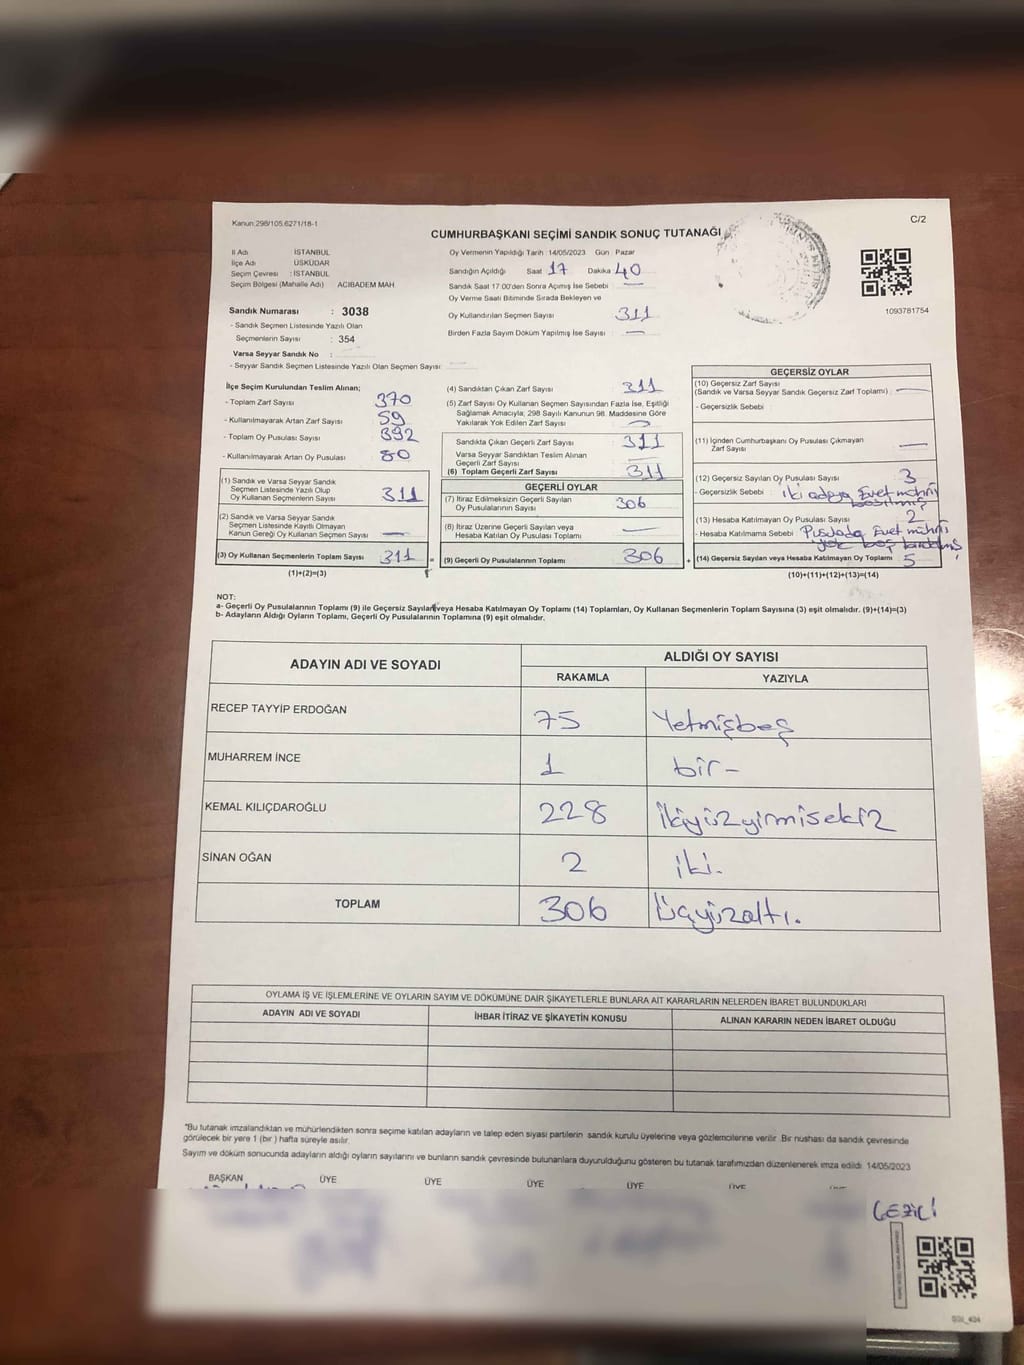 Kanun:298/105,6271/18-1
C/2
CUMHURBAŞKANI SEÇİMİ SANDIK SONUÇ TUTANAĞI
İl Adı : İSTANBUL
İlçe Adı : ÜSKÜDAR
Seçim Çevresi : İSTANBUL
Seçim Bölgesi (Mahalle Adı) ACIBADEM MAH
Sandık Numarası : 3038
- Sandık Seçmen Listesinde Yazılı Olan
Seçmenlerin Sayısı : 354
Varsa Seyyar Sandık No :
- Seyyar Sandık Seçmen Listesinde Yazılı Olan Seçmen Sayısı:
Oy Vermenin Yapıldığı Tarih 14/05/2023 Gün : Pazar
Sandığın Açıldığı Saat 17 Dakika 40
Sandık Saat 17:00'den Sonra Açımış İse Sebebi :
Oy Verme Saati Bitiminde Sırada Bekleyen ve
Oy Kullandırılan Seçmen Sayısı : 311
Birden Fazla Sayım Döküm Yapılmış İse Sayısı :
1093781754
İlçe Seçim Kurulundan Teslim Alınan;
- Toplam Zarf Sayısı : 370
- Kullanılmayarak Artan Zarf Sayısı : 59
- Toplam Oy Pusulası Sayısı : 392
- Kullanılmayarak Artan Oy Pusulası : 80
(1) Sandık ve Varsa Seyyar Sandık
Seçmen Listesinde Yazılı Olup
Oy Kullanan Seçmenlerin Sayısı : 311
(2) Sandık ve Varsa Seyyar Sandık
Seçmen Listesinde Kayıtlı Olmayan
Kanun Gereği Oy Kullanan Seçmen Sayısı : —
(3) Oy Kullanan Seçmenlerin Toplam Sayısı : 311
(1)+(2)=(3)
(4) Sandıktan Çıkan Zarf Sayısı : 311
(5) Zarf Sayısı Oy Kullanan Seçmen Sayısından Fazla İse, Eşitliği
Sağlamak Amacıyla; 298 Sayılı Kanunun 98. Maddesine Göre
Yakılarak Yok Edilen Zarf Sayısı :
Sandıkta Çıkan Geçerli Zarf Sayısı : 311
Varsa Seyyar Sandıktan Teslim Alınan
Geçerli Zarf Sayısı :
(6) Toplam Geçerli Zarf Sayısı : 311
GEÇERLİ OYLAR
(7) İtiraz Edilmeksizin Geçerli Sayılan
Oy Pusulalarının Sayısı : 306
(8) İtiraz Üzerine Geçerli Sayılan veya
Hesaba Katılan Oy Pusulası Toplamı : —
= (9) Geçerli Oy Pusulalarının Toplamı : 306
GEÇERSİZ OYLAR
(10) Geçersiz Zarf Sayısı
(Sandık ve Varsa Seyyar Sandık Geçersiz Zarf Toplamı) : —
- Geçersizlik Sebebi :
(11) İçinden Cumhurbaşkanı Oy Pusulası Çıkmayan
Zarf Sayısı : —
(12) Geçersiz Sayılan Oy Pusulası Sayısı : 3
- Geçersizlik Sebebi : iki adaya Evet mührü
basılmış
(13) Hesaba Katılmayan Oy Pusulası Sayısı : 2
- Hesaba Katılmama Sebebi : Pusulada Evet mührü
yok boş
+ (14) Geçersiz Sayılan veya Hesaba Katılmayan Oy Toplamı : 5
(10)+(11)+(12)+(13)=(14)
NOT:
a- Geçerli Oy Pusulalarının Toplamı (9) ile Geçersiz Sayılan veya Hesaba Katılmayan Oy Toplamı (14) Toplamları, Oy Kullanan Seçmenlerin Toplam Sayısına (3) eşit olmalıdır. (9)+(14)=(3)
b- Adayların Aldığı Oyların Toplamı, Geçerli Oy Pusulalarının Toplamına (9) eşit olmalıdır.
ADAYIN ADI VE SOYADI
ALDIĞI OY SAYISI
RAKAMLA YAZIYLA
RECEP TAYYİP ERDOĞAN 75 Yetmişbeş
MUHARREM İNCE 1 bir-
KEMAL KILIÇDAROĞLU 228 ikiyüzyirmisekiz
SİNAN OĞAN 2 iki.
TOPLAM 306 Üçyüzaltı.
OYLAMA İŞ VE İŞLEMLERİNE VE OYLARIN SAYIM VE DÖKÜMÜNE DAİR ŞİKAYETLERLE BUNLARA AİT KARARLARIN NELERDEN İBARET BULUNDUKLARI
ADAYIN ADI VE SOYADI İHBAR İTİRAZ VE ŞİKAYETİN KONUSU ALINAN KARARIN NEDEN İBARET OLDUĞU
*Bu tutanak imzalandıktan ve mühürlendikten sonra seçime katılan adayların ve talep eden siyasi partilerin sandık kurulu üyelerine veya gözlemcilerine verilir .Bir nushası da sandık çevresinde
görülecek bir yere 1 (bir ) hafta süreyle asılır.
Sayım ve döküm sonucunda adayların aldığı oyların sayılarını ve bunların sandık çevresinde bulunanlara duyurulduğunu gösteren bu tutanak tarafımızdan düzenlenerek imza edildi. 14/05/2023
BAŞKAN ÜYE ÜYE ÜYE ÜYE ÜYE ÜYE